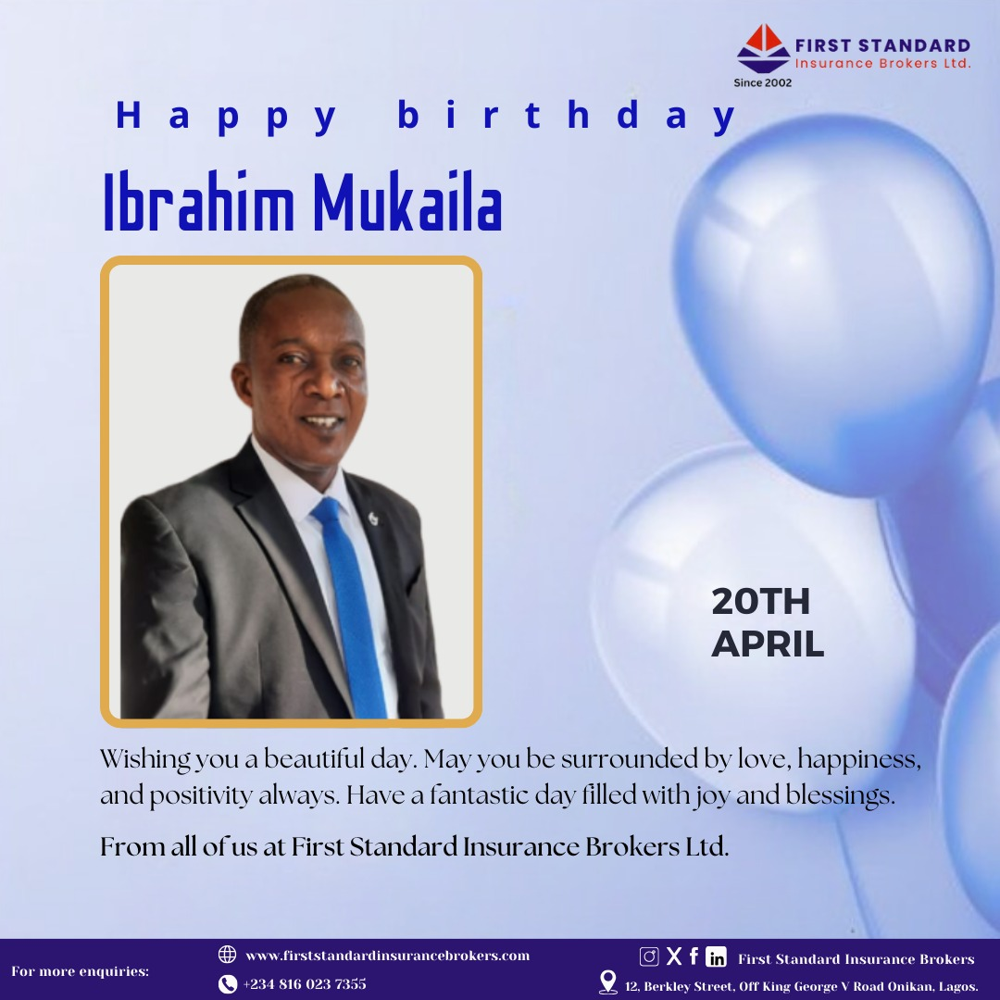 FIRST STANDARD
Insurance Brokers Ltd.
Since 2002
Happy birthday
Ibrahim Mukaila
20TH
APRIL
Wishing you a beautiful day. May you be surrounded by love, happiness,
and positivity always. Have a fantastic day filled with joy and blessings.
From all of us at First Standard Insurance Brokers Ltd.
For more enquiries:
www.firststandardinsurancebrokers.com
+234 816 023 7355
First Standard Insurance Brokers
12, Berkley Street, Off King George V Road Onikan, Lagos.